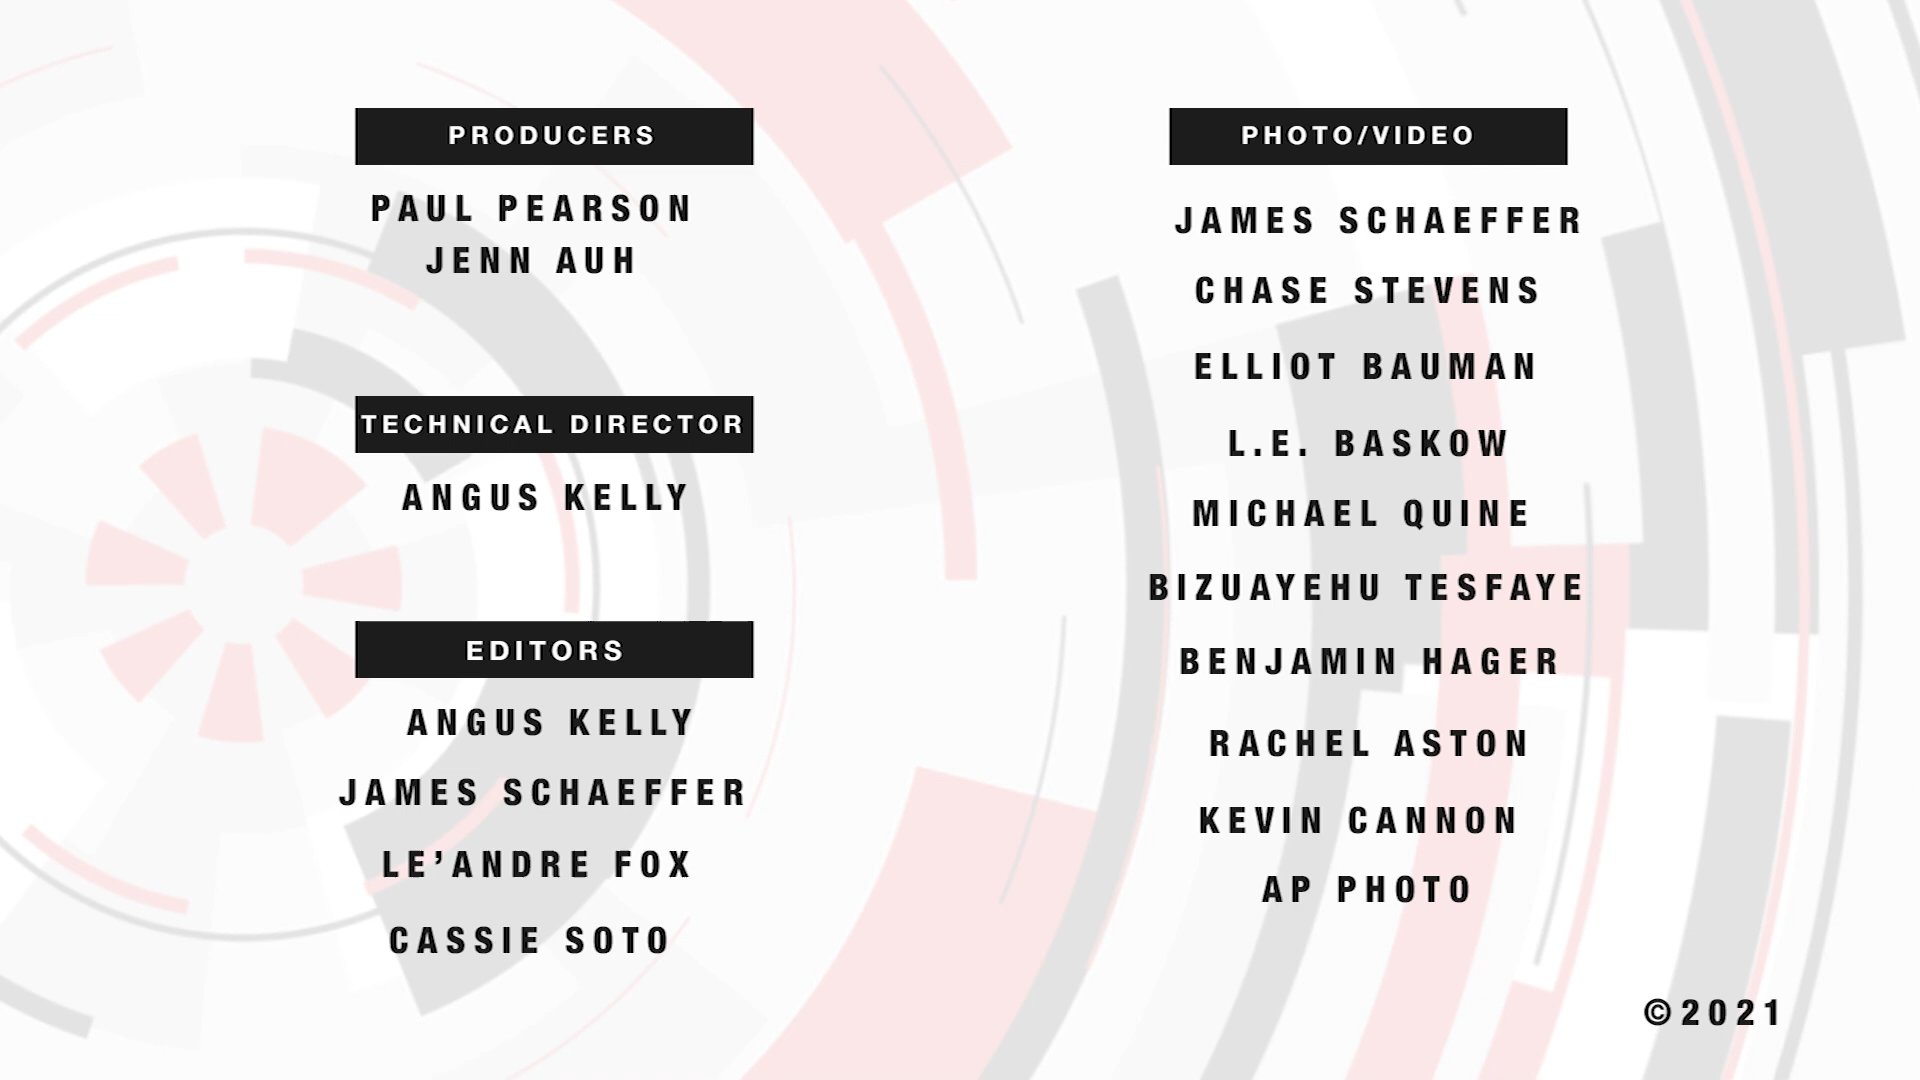 PRODUCERS
PAUL PEARSON
JENN AUH
TECHNICAL DIRECTOR
ANGUS KELLY
EDITORS
ANGUS KELLY
JAMES SCHAEFFER
LE’ANDRE FOX
CASSIE SOTO
PHOTO/VIDEO
JAMES SCHAEFFER
CHASE STEVENS
ELLIOT BAUMAN
L.E. BASKOW
MICHAEL QUINE
BIZUAYEHU TESFAYE
BENJAMIN HAGER
RACHEL ASTON
KEVIN CANNON
AP PHOTO
©2021